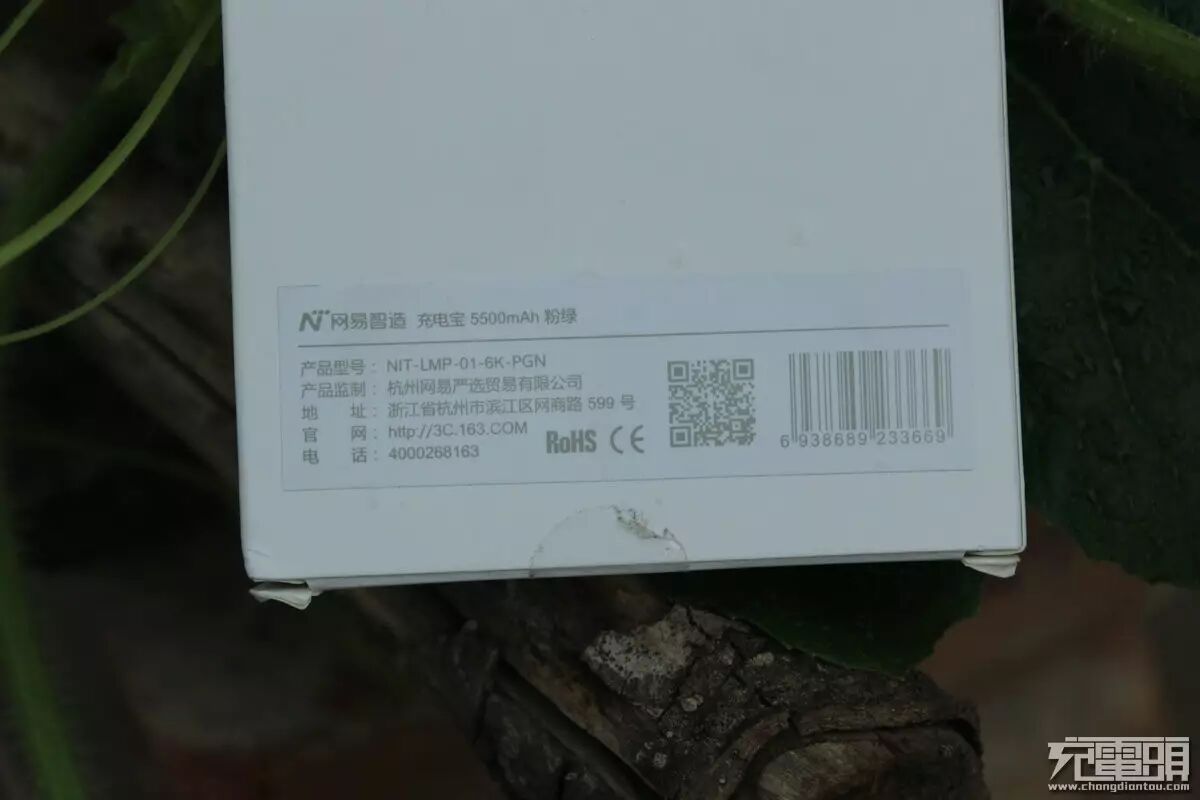 网易智造 充电宝 5500mAh 粉绿
产品型号：NIT-LMP-01-6K-PGN
产品监制：杭州网易严选贸易有限公司
地 址：浙江省杭州市滨江区网商路 599 号
官 网：http://3C.163.COM
电 话：4000268163
RoHS CE
6 938689 233669
充電頭
www.chongdiantou.com